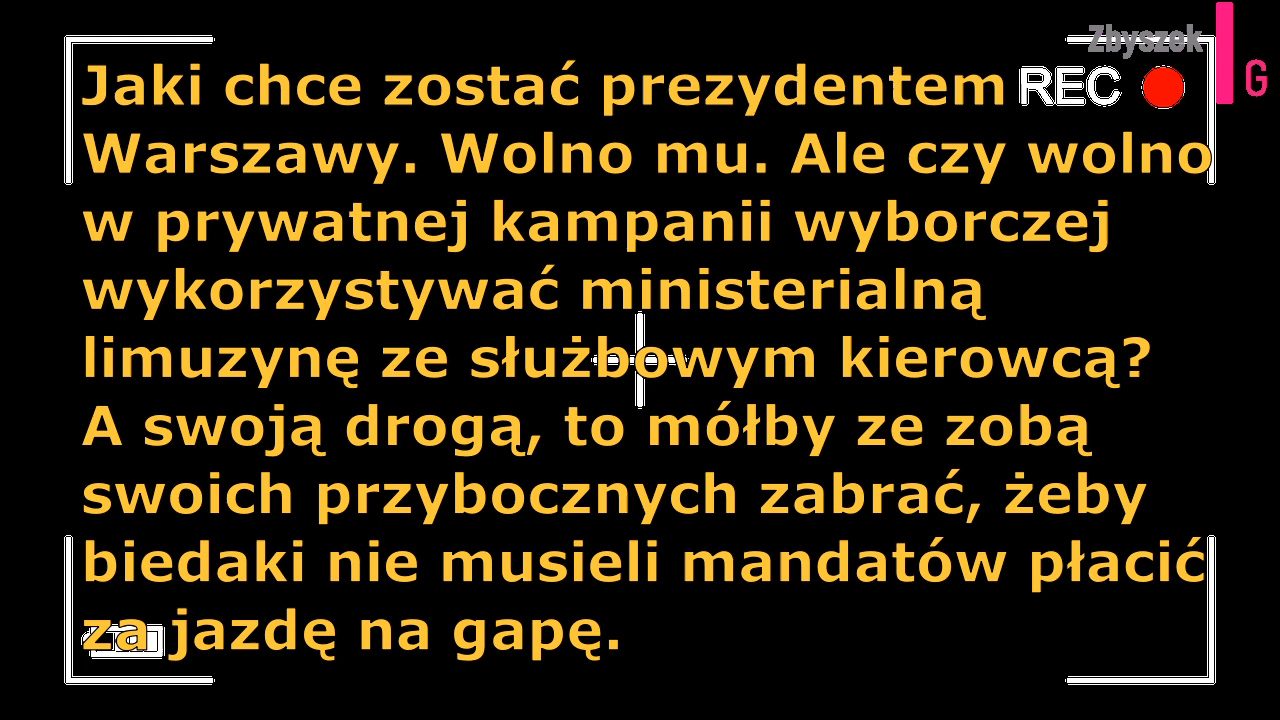 Zbyszek
G
REC
Jaki chce zostać prezydentem
Warszawy. Wolno mu. Ale czy wolno
w prywatnej kampanii wyborczej
wykorzystywać ministerialną
limuzynę ze służbowym kierowcą?
A swoją drogą, to mółby ze zobą
swoich przybocznych zabrać, żeby
biedaki nie musieli mandatów płacić
za jazdę na gapę.